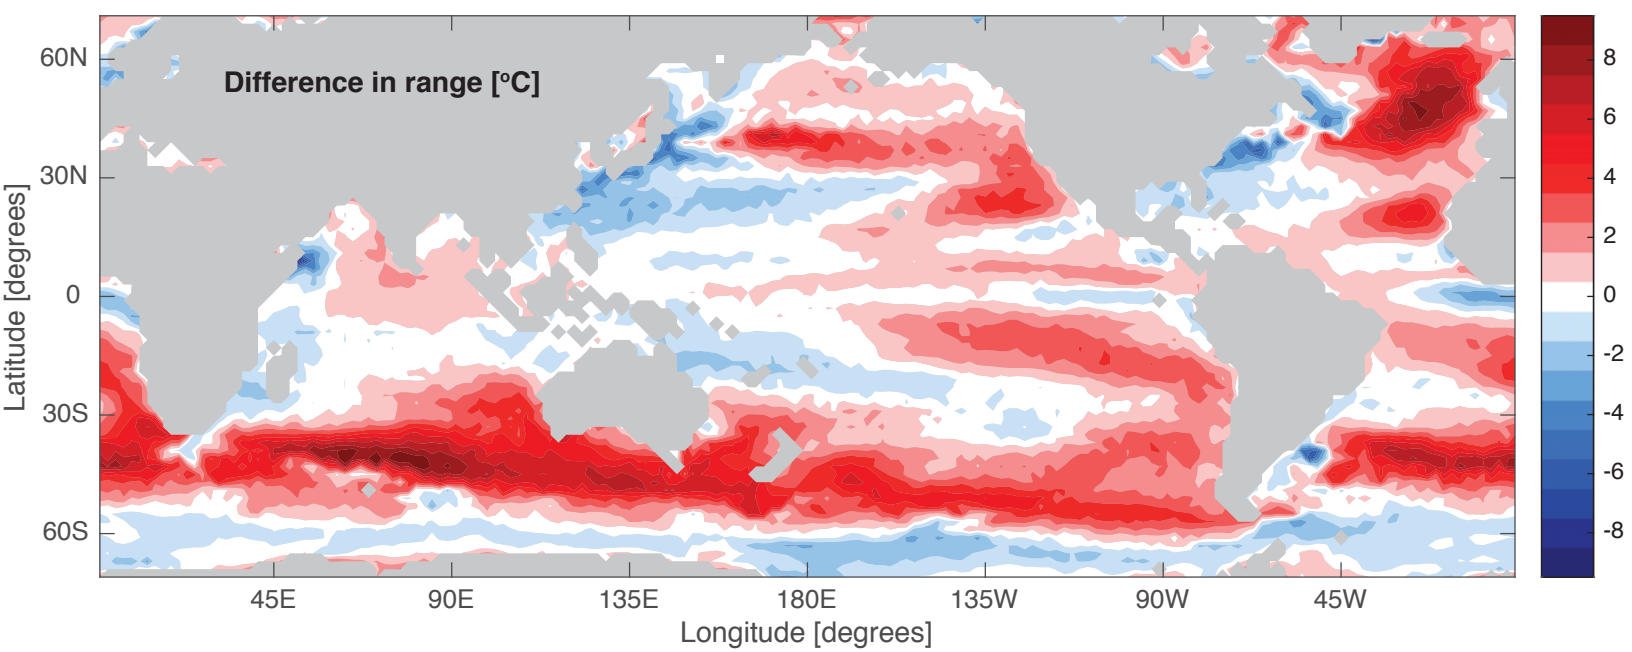 Difference in range [°C]
Latitude [degrees]
60N
30N
0
30S
60S
45E
90E
135E
180E
135W
90W
45W
Longitude [degrees]
8
6
4
2
0
-2
-4
-6
-8